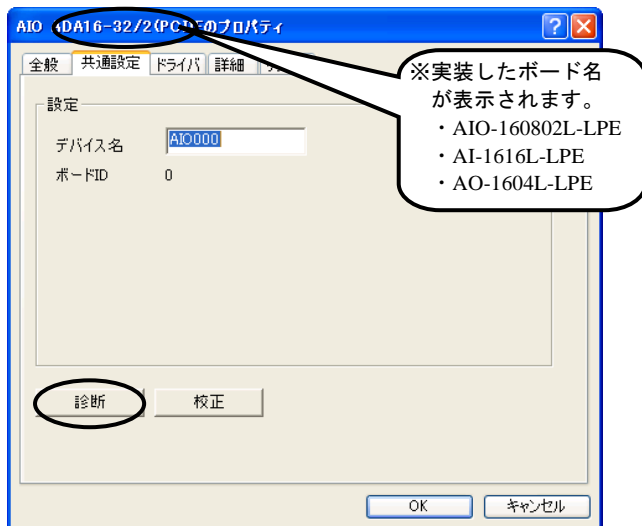 AIO ADA16-32/2(PCI)Fのプロパティ
全般 共通設定 ドライバ 詳細
設定
デバイス名 AIO000
ボードID 0
診断 校正
OK キャンセル
※実装したボード名
が表示されます。
・AIO-160802L-LPE
・AI-1616L-LPE
・AO-1604L-LPE